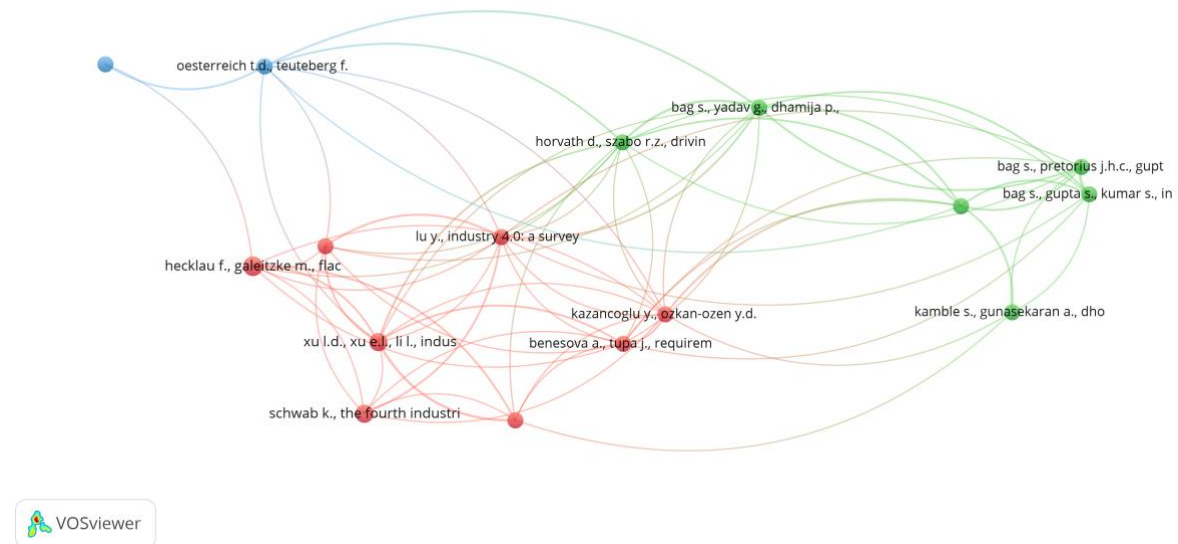 oesterreich t.d., teuteberg f.
bag s., yadav g., dhamija p.,
horvath d., szabo r.z., drivin
bag s., pretorius j.h.c., gupt
bag s., gupta s., kumar s., in
lu y., industry 4.0: a survey
hecklau f., galeitzke m., flac
kazancoglu y., ozkan-ozen y.d.
kamble s., gunasekaran a., dho
xu l.d., xu e.l., li l., indus
benesova a., tupa j., requirem
schwab k., the fourth industri
VOSviewer